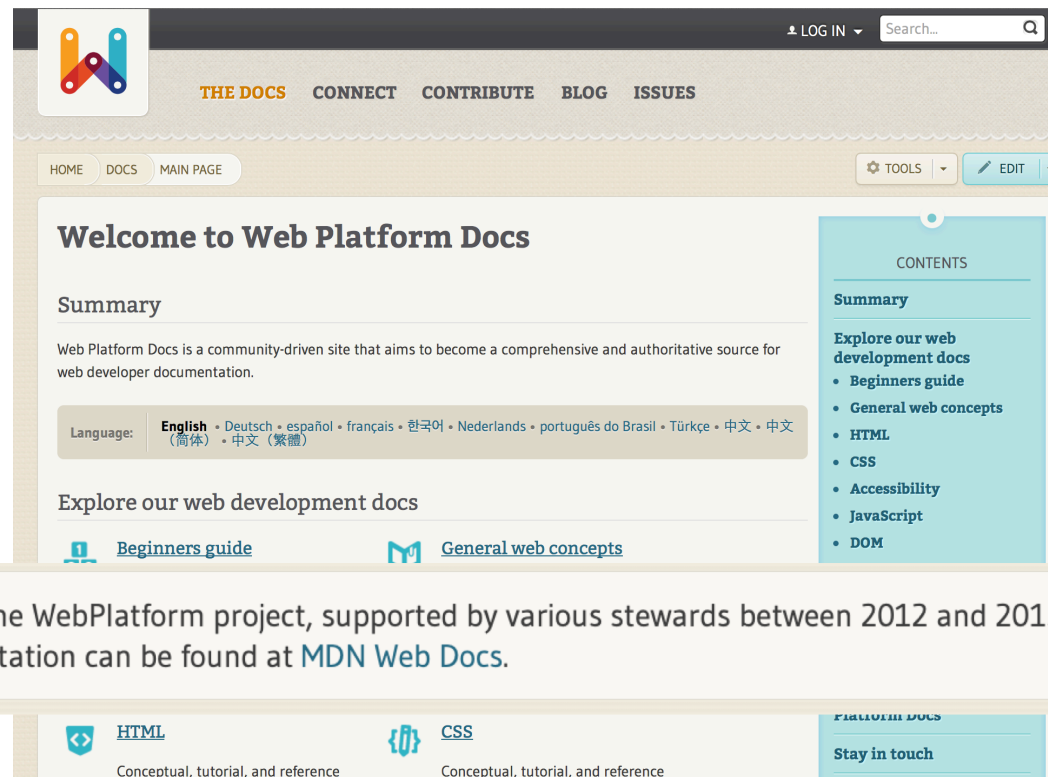 LOG IN
Search...
THE DOCS CONNECT CONTRIBUTE BLOG ISSUES
HOME DOCS MAIN PAGE
TOOLS
EDIT
Welcome to Web Platform Docs
Summary
Web Platform Docs is a community-driven site that aims to become a comprehensive and authoritative source for
web developer documentation.
Language:
English • Deutsch • español • français • 한국어 • Nederlands • português do Brasil • Türkçe • 中文 • 中文
（简体） • 中文（繁體）
Explore our web development docs
Beginners guide
General web concepts
CONTENTS
Summary
Explore our web
development docs
• Beginners guide
• General web concepts
• HTML
• CSS
• Accessibility
• JavaScript
• DOM
WebPlatform project, supported by various stewards between 2012 and
can be found at MDN Web Docs.
HTML
Conceptual, tutorial, and reference
CSS
Conceptual, tutorial, and reference
Platform Docs
Stay in touch